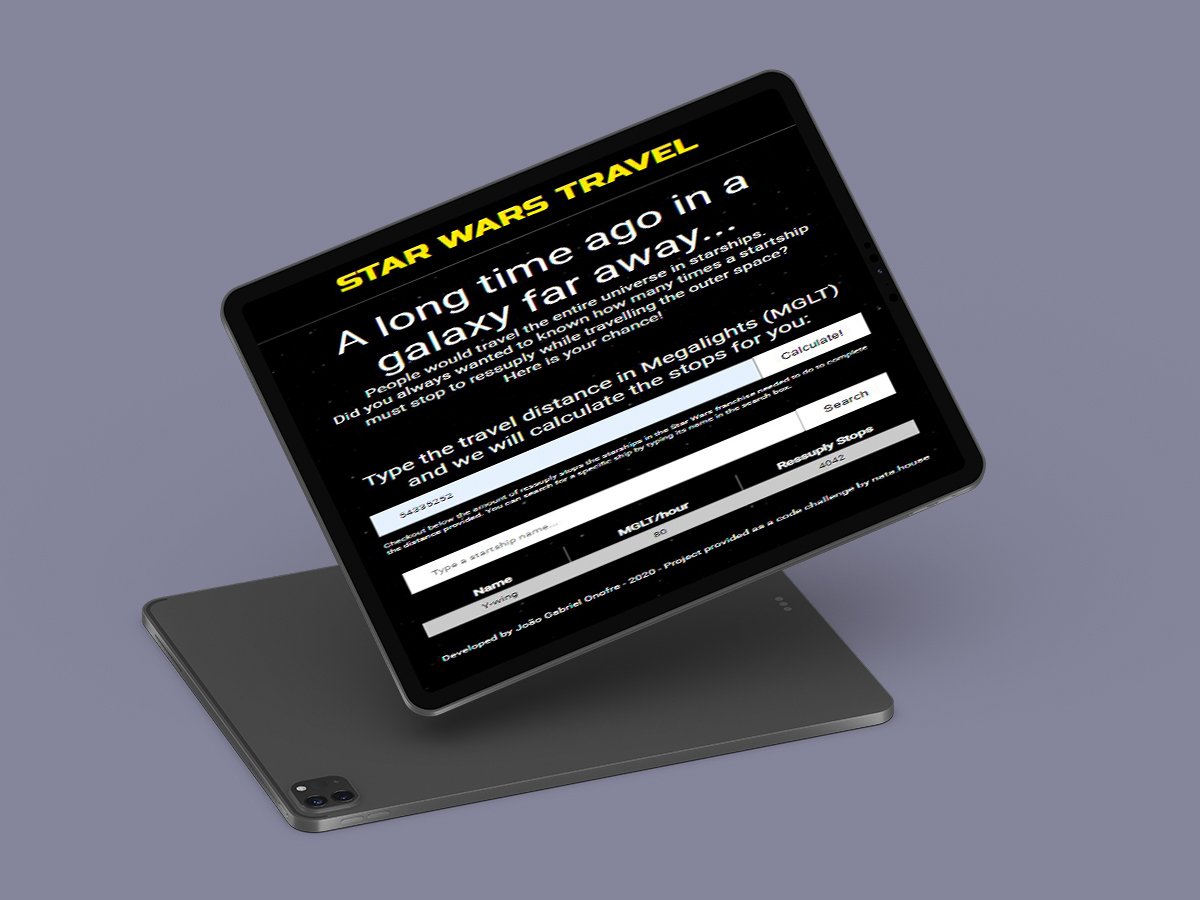 STAR WARS TRAVEL
A long time ago in a
galaxy far away...
People would travel the entire universe in starships.
Did you always wanted to known how many times a startship
must stop to ressuply while travelling the outer space?
Here is your chance!
Type the travel distance in Megalights (MGLT)
and we will calculate the stops for you:
54335252 Calculate!
Checkout below the amount of ressuply stops the starships in the Star Wars franchise needed to do to complete
the distance provided. You can search for a specific ship by typing its name in the search box.
Type a startship name... Search
Name MGLT/hour Ressuply Stops
Y-wing 80 4042
Developed by João Gabriel Onofre - 2020 - Project provided as a code challenge by nata.house